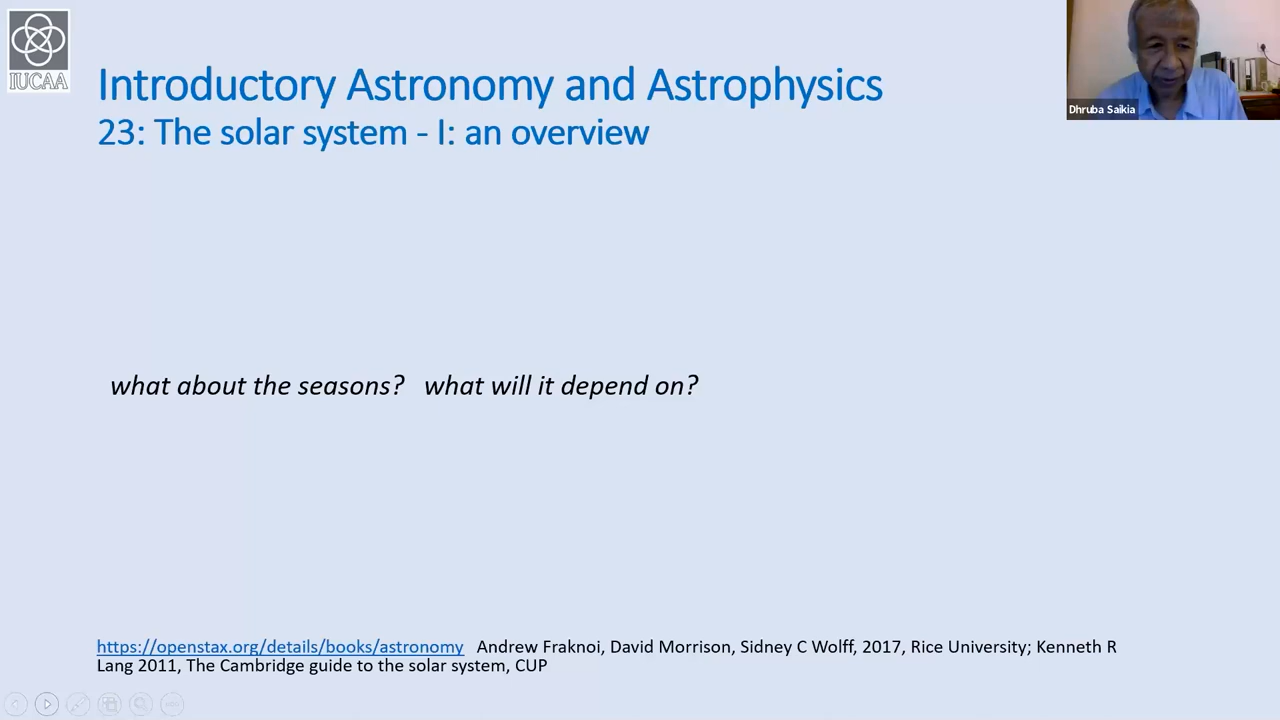 IUCAA
Introductory Astronomy and Astrophysics
23: The solar system - I: an overview
Dhruba Saikia
what about the seasons? what will it depend on?
https://openstax.org/details/books/astronomy Andrew Fraknoi, David Morrison, Sidney C Wolff, 2017, Rice University; Kenneth R
Lang 2011, The Cambridge guide to the solar system, CUP